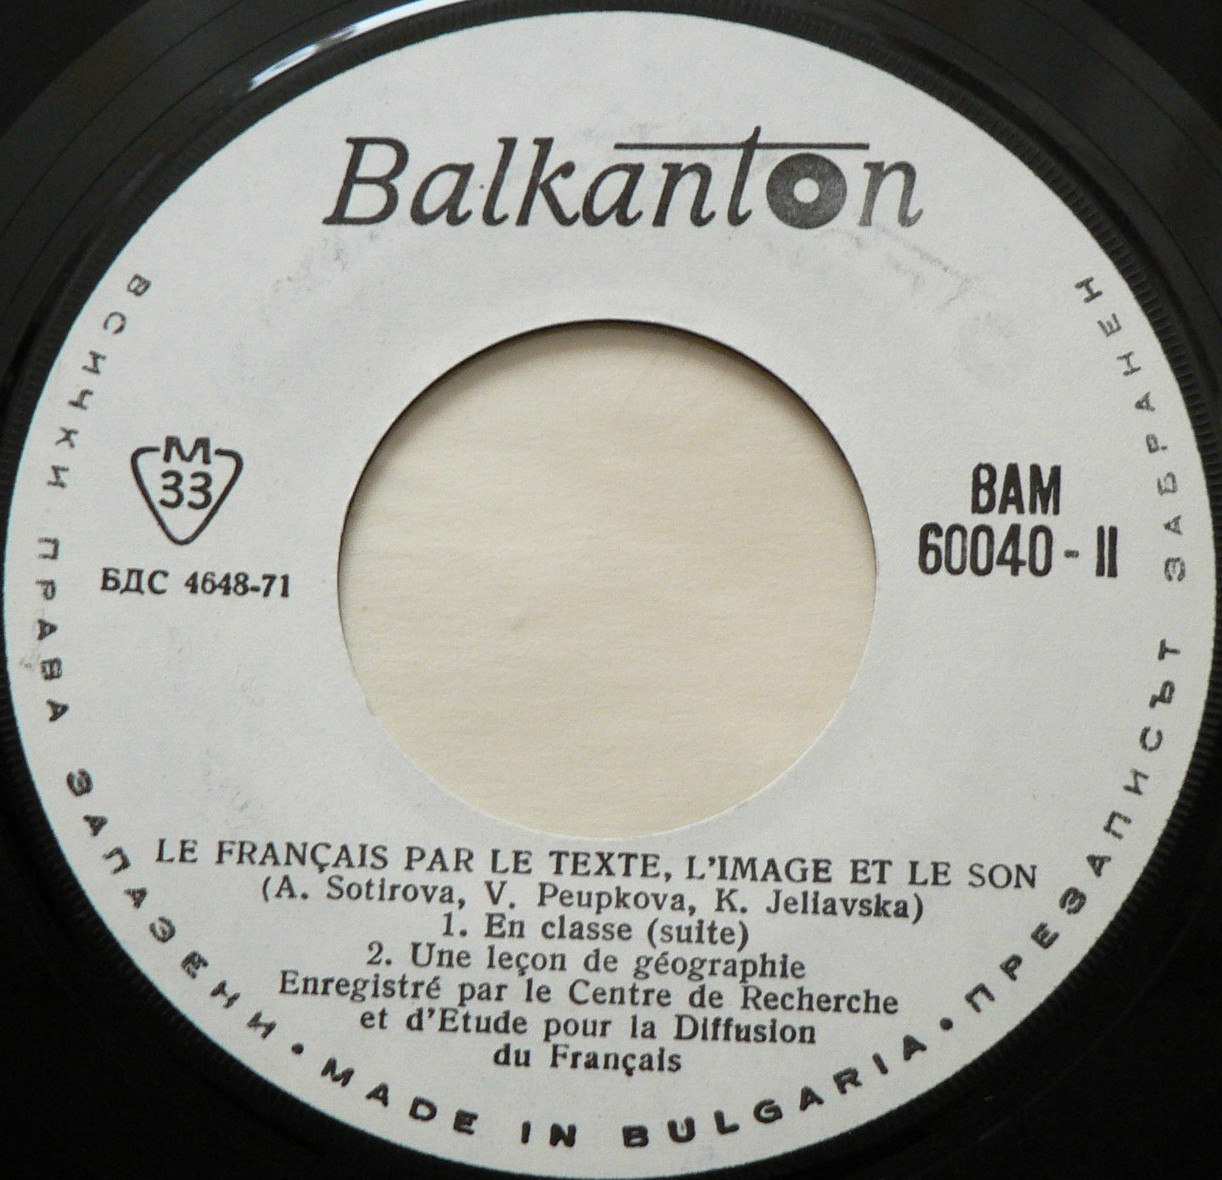 Balkanton
M
33
БДС 4648-71
ВАМ
60040 - II
LE FRANÇAIS PAR LE TEXTE, L'IMAGE ET LE SON
(A. Sotirova, V. Peupkova, K. Jeliavska)
1. En classe (suite)
2. Une leçon de géographie
Enregistré par le Centre de Recherche
et d'Etude pour la Diffusion
du Français
ВСИЧКИ ПРАВА ЗАПАЗЕНИ • MADE IN BULGARIA • ПРЕЗАПИСЪТ ЗАБРАНЕН